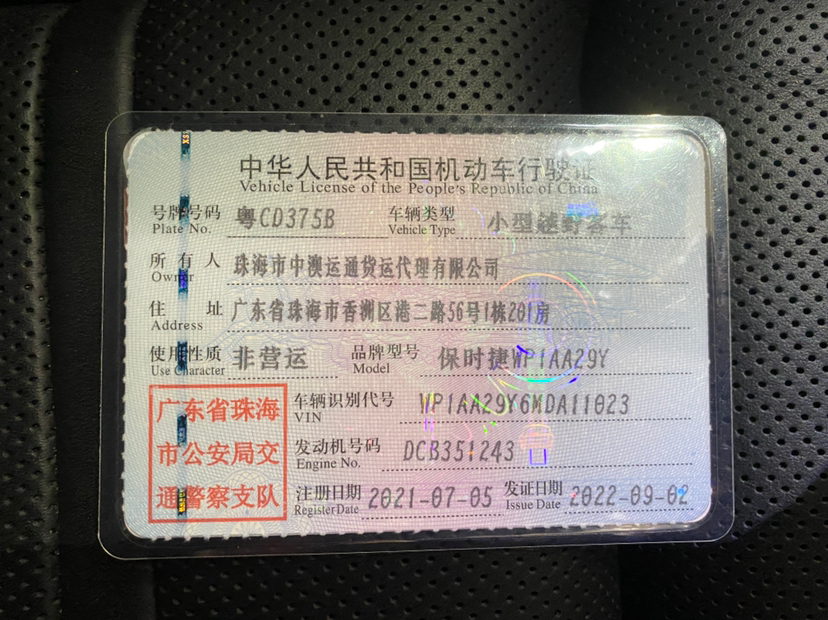 中华人民共和国机动车行驶证
Vehicle License of the People's Republic of China
号牌号码 粤CD375B 车辆类型 小型越野客车
Plate No. Vehicle Type
所有人 珠海市中澳运通货运代理有限公司
Owner
住址 广东省珠海市香洲区港二路56号1栋201房
Address
使用性质 非营运 品牌型号 保时捷WP1AA29Y
Use Character Model
广东省珠海
市公安局交
通警察支队
车辆识别代号 WP1AA29Y6MDA11023
VIN
发动机号码 DCB351243
Engine No.
注册日期 2021-07-05 发证日期 2022-09-02
Register Date Issue Date